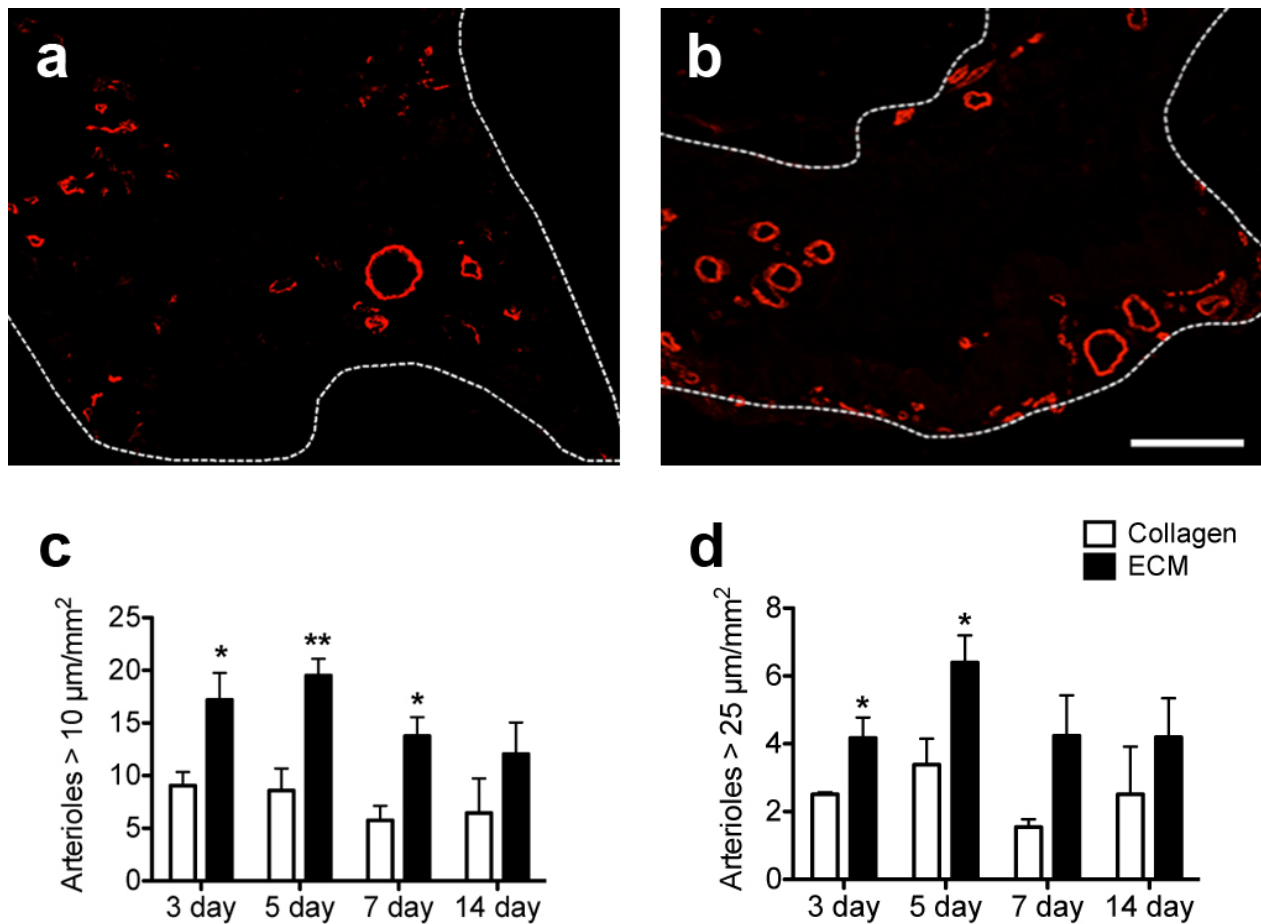 a
b
c
Arterioles > 10 µm/mm²
25
20
15
10
5
0
*
**
*
3 day 5 day 7 day 14 day
d
Collagen
ECM
Arterioles > 25 µm/mm²
8
6
4
2
0
*
*
3 day 5 day 7 day 14 day